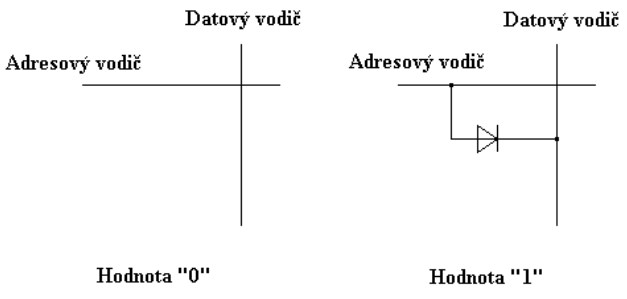 Datový vodič
Adresový vodič
Hodnota "0"
Datový vodič
Adresový vodič
Hodnota "1"